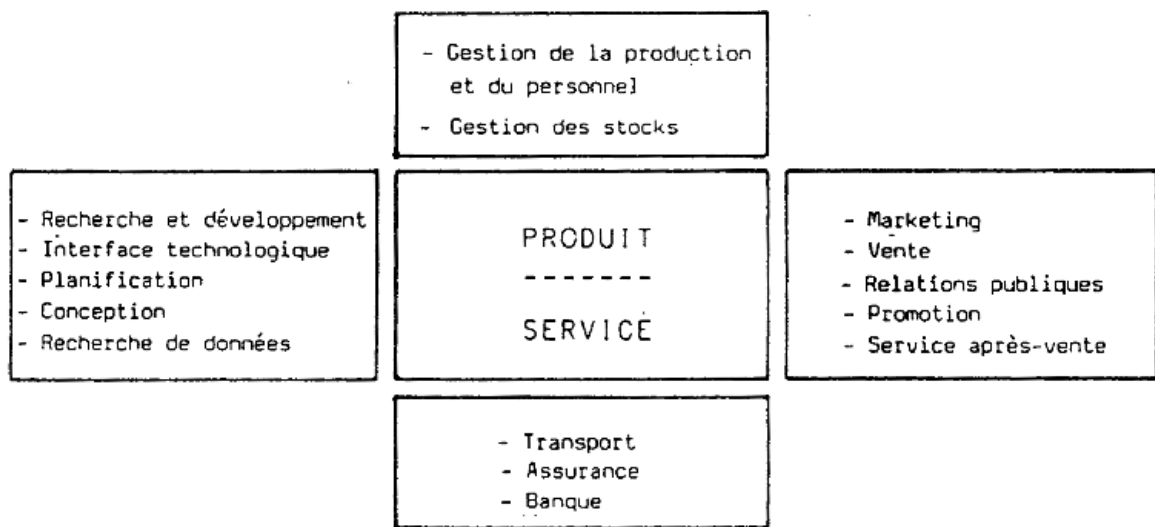 - Gestion de la production
et du personnel
- Gestion des stocks
- Recherche et développement
- Interface technologique
- Planification
- Conception
- Recherche de données
PRODUIT
-------
SERVICE
- Marketing
- Vente
- Relations publiques
- Promotion
- Service après-vente
- Transport
- Assurance
- Banque